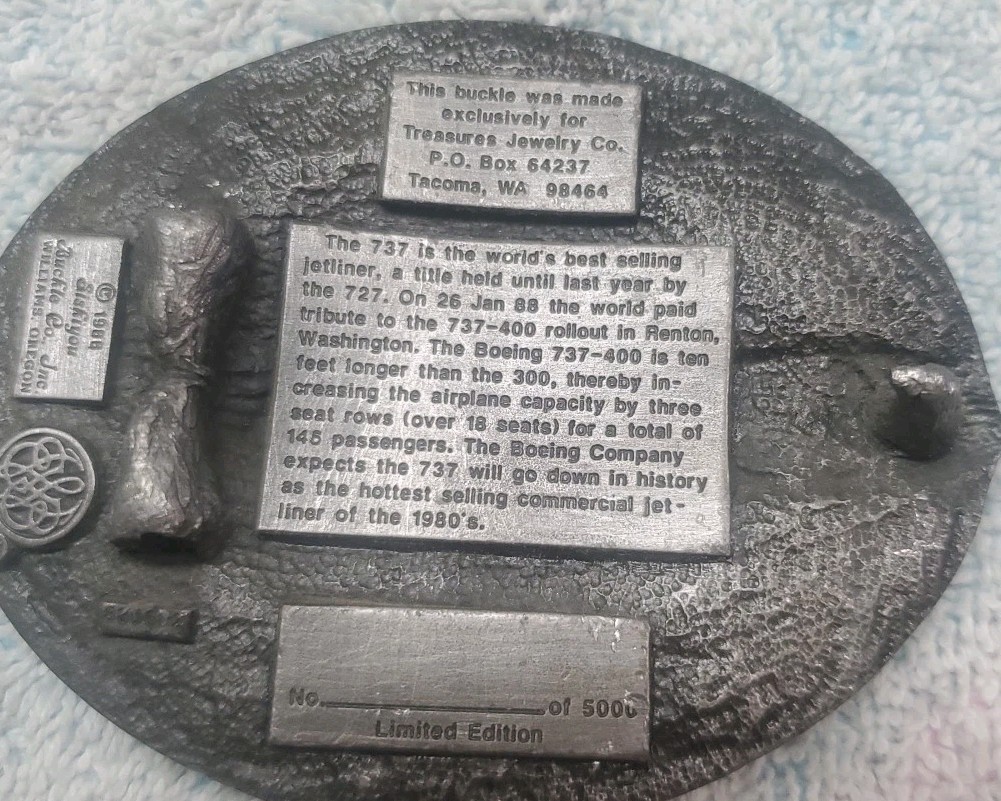 This buckle was made
exclusively for
Treasures Jewelry Co.
P.O. Box 64237
Tacoma, WA 98464
The 737 is the world's best selling
jetliner, a title held until last year by
the 727. On 26 Jan 88 the world paid
tribute to the 737-400 rollout in Renton,
Washington. The Boeing 737-400 is ten
feet longer than the 300, thereby in-
creasing the airplane capacity by three
seat rows (over 18 seats) for a total of
145 passengers. The Boeing Company
expects the 737 will go down in history
as the hottest selling commercial jet-
liner of the 1980's.
© 1988
Siskiyou
Buckle Co. Inc.
WILLIAMS, OREGON.
No.____________of 5000
Limited Edition